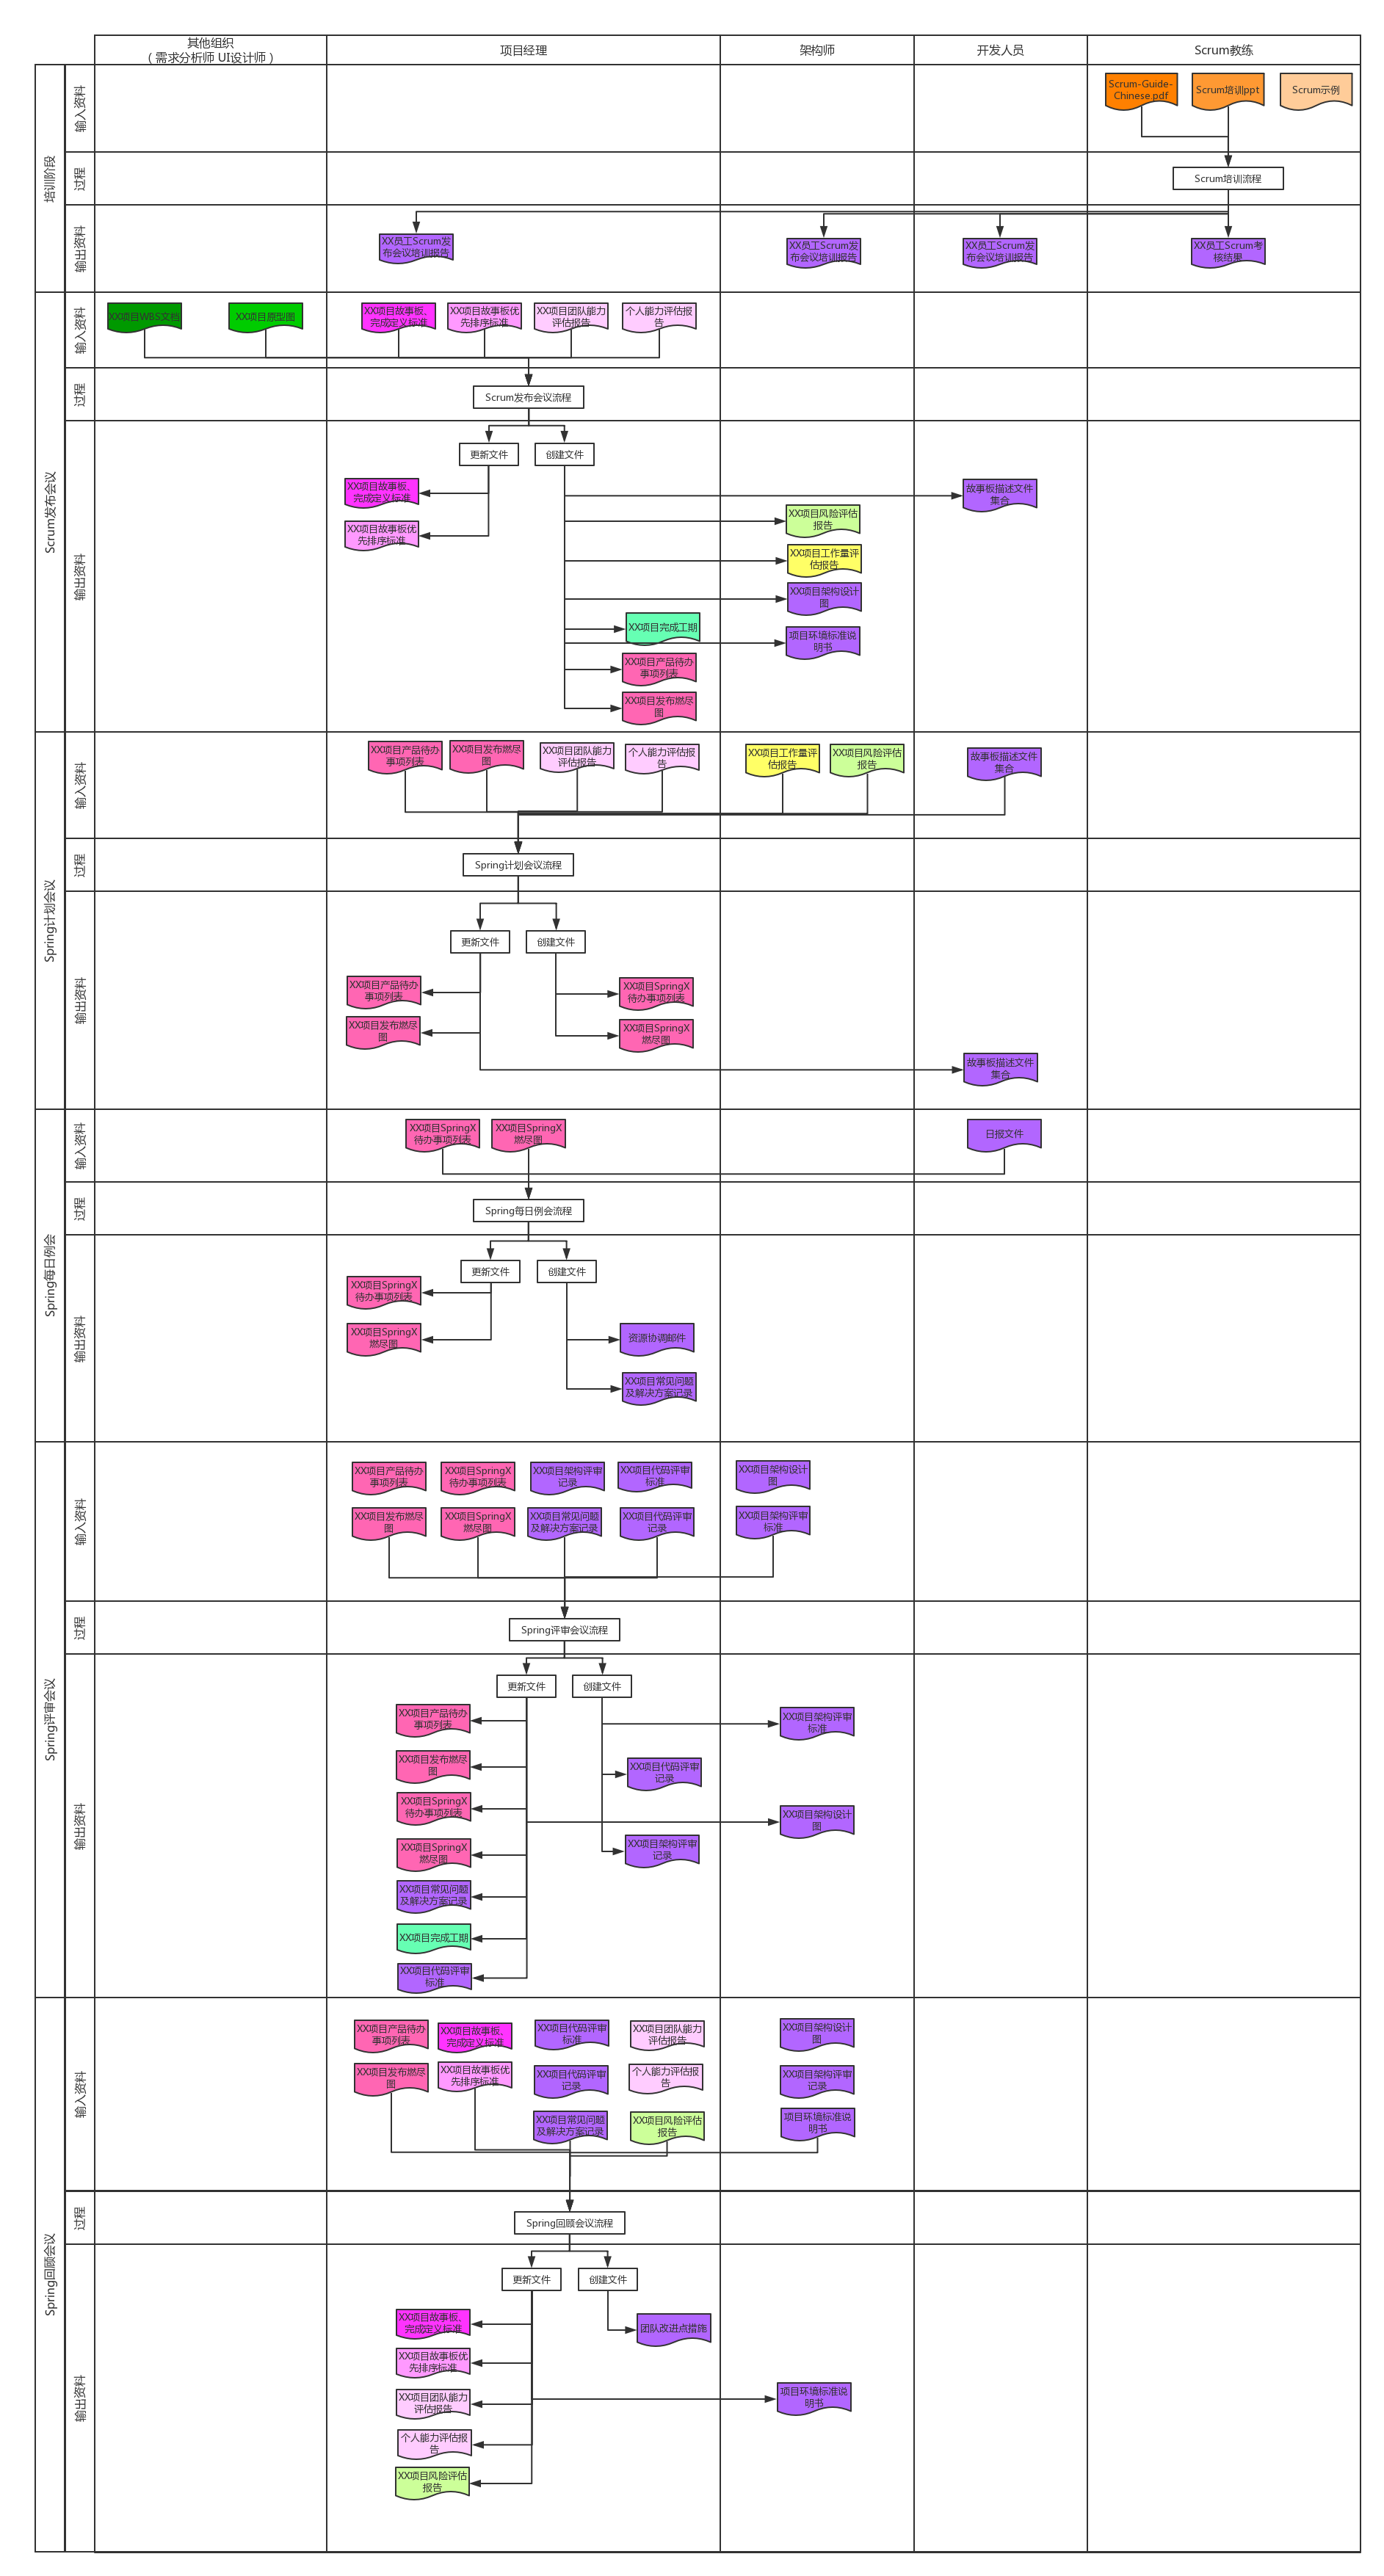 其他组织
（ 需求分析师 UI设计师 ）
项目经理
架构师
开发人员
Scrum教练
培训阶段
输入资料
Scrum-Guide-
Chinese.pdf
Scrum培训ppt
Scrum示例
过程
Scrum培训流程
输出资料
XX员工Scrum发
布会议培训报告
XX员工Scrum发
布会议培训报告
XX员工Scrum发
布会议培训报告
XX员工Scrum考
核结果
Scrum发布会议
输入资料
XX项目WBS文档
XX项目原型图
XX项目故事板、
完成定义标准
XX项目故事板优
先排序标准
XX项目团队能力
评估报告
个人能力评估报
告
过程
Scrum发布会议流程
输出资料
更新文件
创建文件
XX项目故事板、
完成定义标准
故事板描述文件
集合
XX项目风险评估
报告
XX项目故事板优
先排序标准
XX项目工作量评
估报告
XX项目架构设计
图
XX项目完成工期
项目环境标准说
明书
XX项目产品待办
事项列表
XX项目发布燃尽
图
Spring计划会议
输入资料
XX项目产品待办
事项列表
XX项目发布燃尽
图
XX项目团队能力
评估报告
个人能力评估报
告
XX项目工作量评
估报告
XX项目风险评估
报告
故事板描述文件
集合
过程
Spring计划会议流程
输出资料
更新文件
创建文件
XX项目产品待办
事项列表
XX项目SpringX
待办事项列表
XX项目发布燃尽
图
XX项目SpringX
燃尽图
故事板描述文件
集合
Spring每日例会
输入资料
XX项目SpringX
待办事项列表
XX项目SpringX
燃尽图
日报文件
过程
Spring每日例会流程
输出资料
更新文件
创建文件
XX项目SpringX
待办事项列表
XX项目SpringX
燃尽图
资源协调邮件
XX项目常见问题
及解决方案记录
Spring评审会议
输入资料
XX项目产品待办
事项列表
XX项目SpringX
待办事项列表
XX项目架构评审
记录
XX项目代码评审
标准
XX项目架构设计
图
XX项目发布燃尽
图
XX项目SpringX
燃尽图
XX项目常见问题
及解决方案记录
XX项目代码评审
记录
XX项目架构评审
标准
过程
Spring评审会议流程
输出资料
更新文件
创建文件
XX项目产品待办
事项列表
XX项目架构评审
标准
XX项目发布燃尽
图
XX项目代码评审
记录
XX项目SpringX
待办事项列表
XX项目架构设计
图
XX项目SpringX
燃尽图
XX项目架构评审
记录
XX项目常见问题
及解决方案记录
XX项目完成工期
XX项目代码评审
标准
Spring回顾会议
输入资料
XX项目产品待办
事项列表
XX项目故事板、
完成定义标准
XX项目代码评审
标准
XX项目团队能力
评估报告
XX项目架构设计
图
XX项目发布燃尽
图
XX项目故事板优
先排序标准
XX项目代码评审
记录
个人能力评估报
告
XX项目架构评审
记录
XX项目常见问题
及解决方案记录
XX项目风险评估
报告
项目环境标准说
明书
过程
Spring回顾会议流程
输出资料
更新文件
创建文件
XX项目故事板、
完成定义标准
团队改进点措施
XX项目故事板优
先排序标准
XX项目团队能力
评估报告
项目环境标准说
明书
个人能力评估报
告
XX项目风险评估
报告